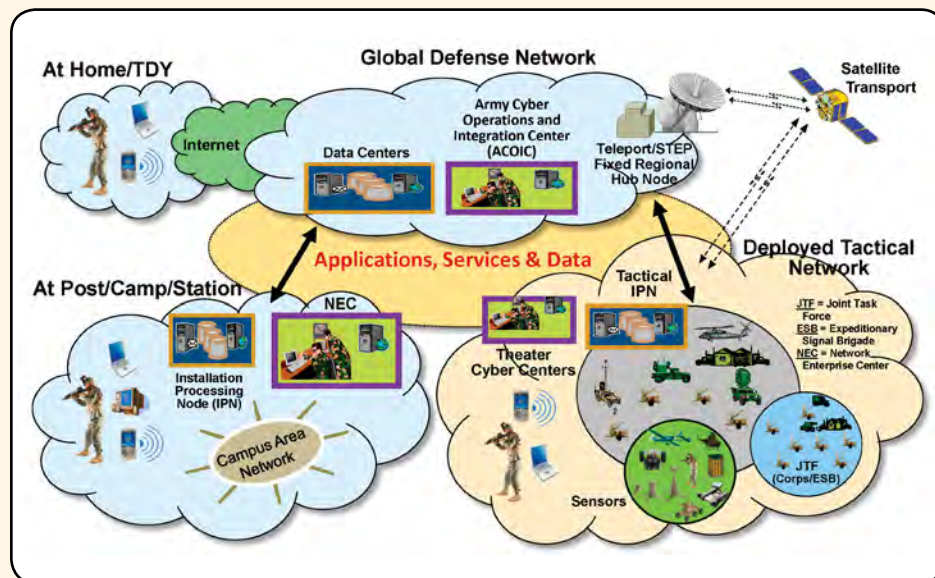 Global Defense Network
At Home/TDY
Internet
Data Centers
Army Cyber
Operations and
Integration Center
(ACOIC)
Teleport/STEP
Fixed Regional
Hub Node
Satellite
Transport
Applications, Services & Data
At Post/Camp/Station
Installation
Processing
Node (IPN)
NEC
Campus Area
Network
Deployed Tactical
Network
Tactical
IPN
Theater
Cyber Centers
JTF = Joint Task
Force
ESB = Expeditionary
Signal Brigade
NEC = Network
Enterprise Center
Sensors
JTF
(Corps/ESB)